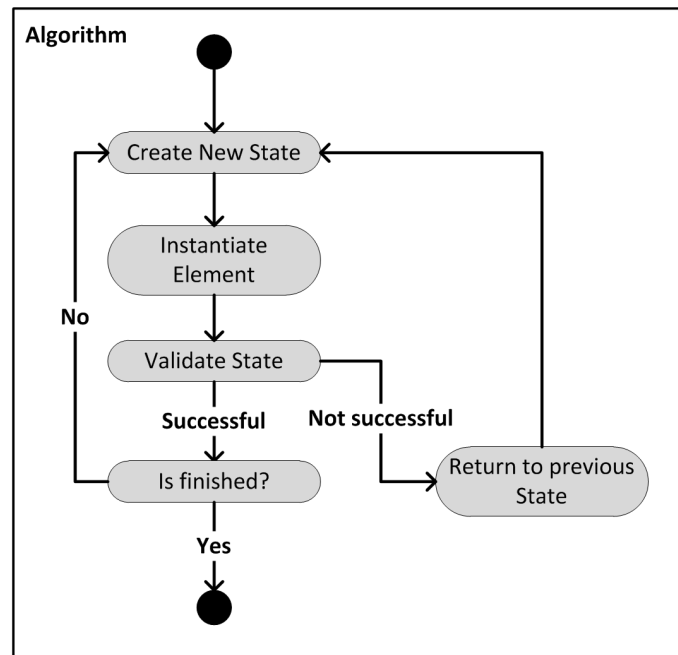 Algorithm
Create New State
Instantiate
Element
No
Validate State
Successful
Not successful
Is finished?
Return to previous
State
Yes